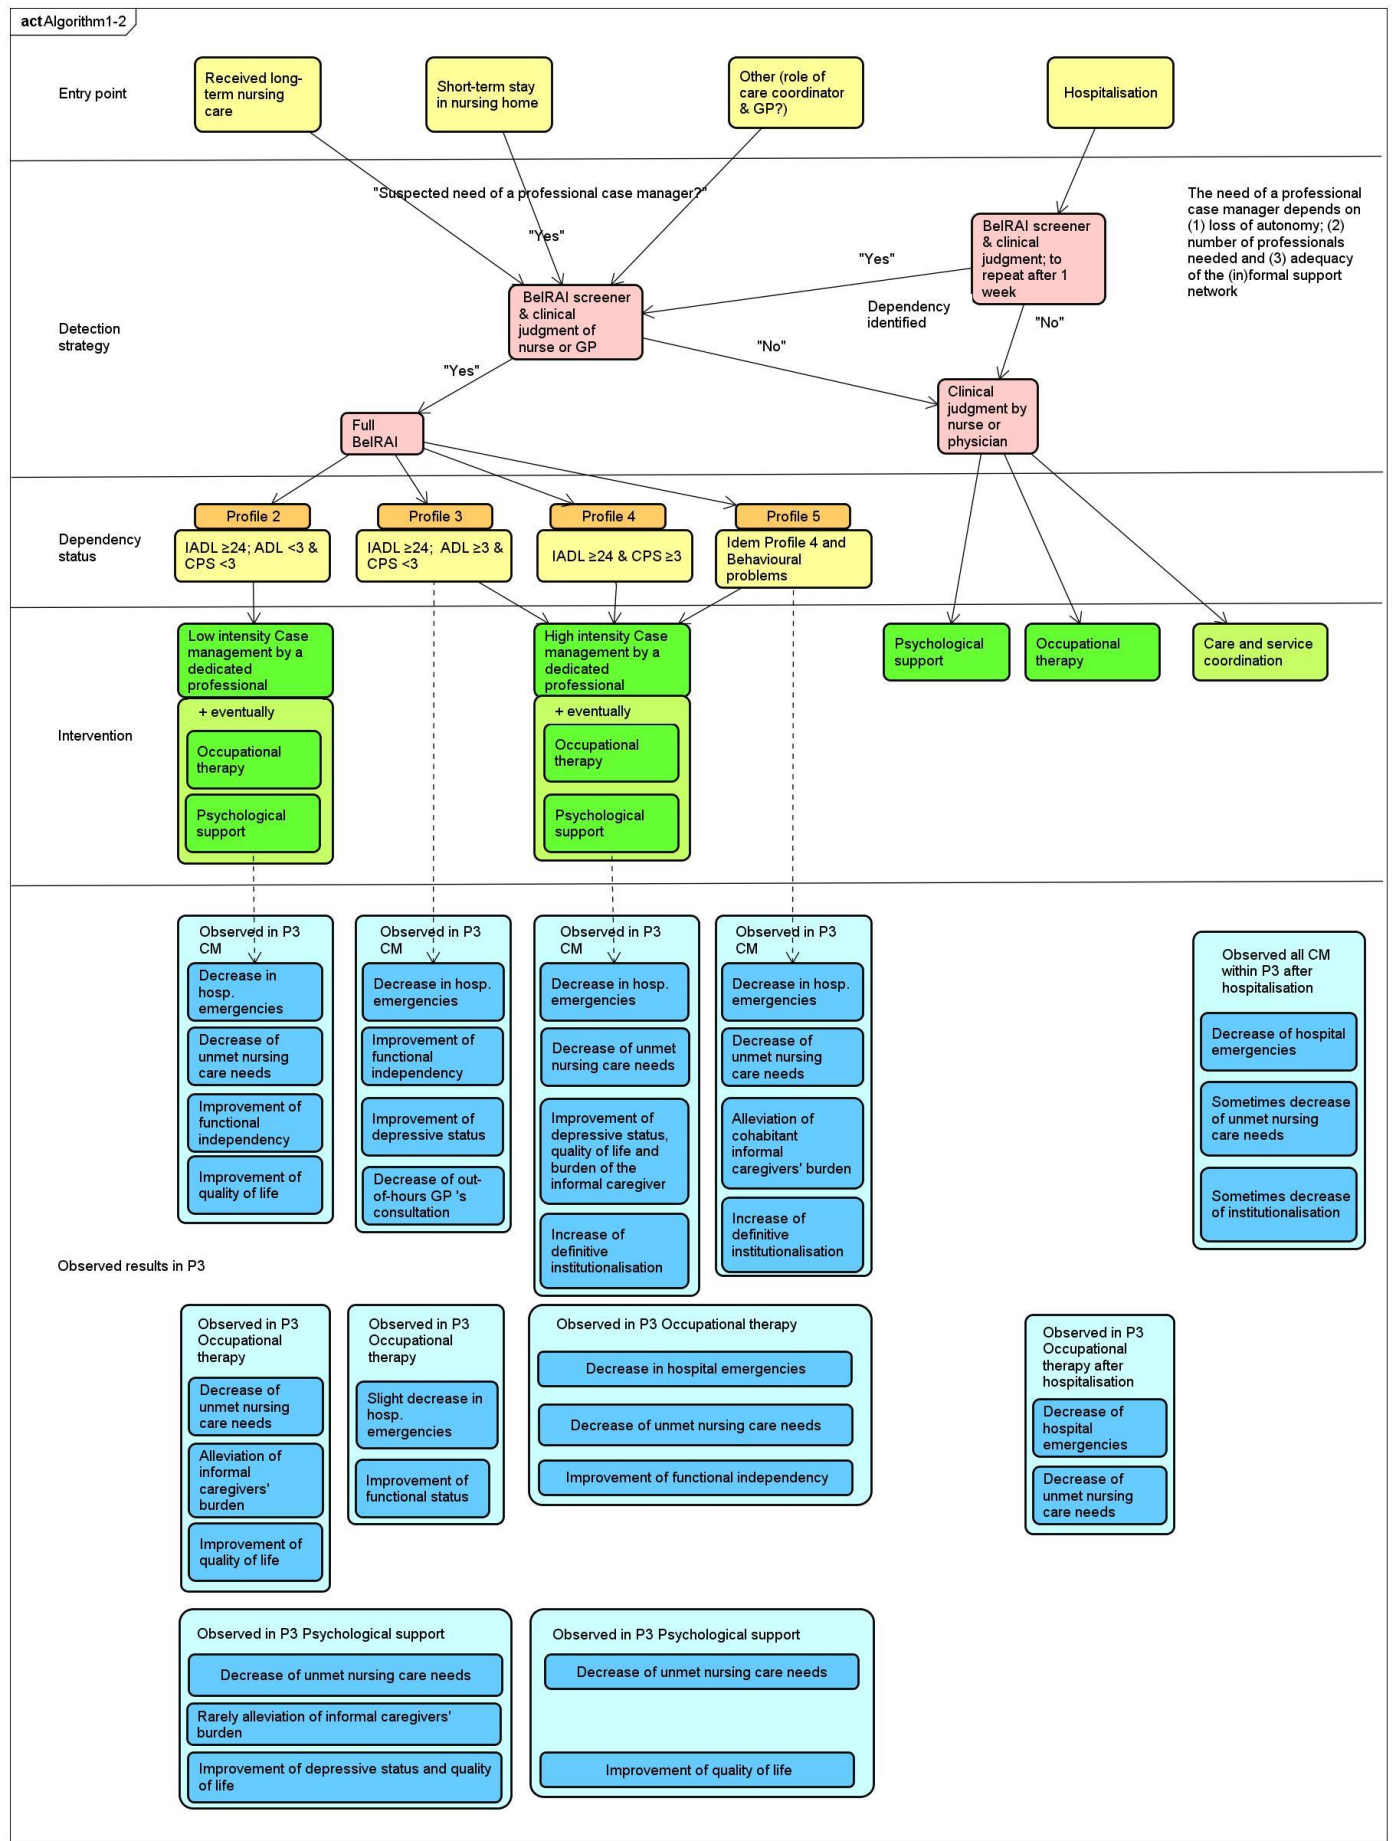 actAlgorithm1-2
Entry point
Received long-
term nursing
care
Short-term stay
in nursing home
Other (role of
care coordinator
& GP?)
Hospitalisation
"Suspected need of a professional case manager?"
"Yes"
The need of a professional
case manager depends on
(1) loss of autonomy; (2)
number of professionals
needed and (3) adequacy
of the (in)formal support
network
BelRAI screener
& clinical
judgment; to
repeat after 1
week
"Yes"
Dependency
identified
"No"
Detection
strategy
BelRAI screener
& clinical
judgment of
nurse or GP
"No"
"Yes"
Clinical
judgment by
nurse or
physician
Full
BelRAI
Dependency
status
Profile 2
IADL ≥24; ADL <3 &
CPS <3
Profile 3
IADL ≥24;  ADL ≥3 &
CPS <3
Profile 4
IADL ≥24 & CPS ≥3
Profile 5
Idem Profile 4 and
Behavioural
problems
Intervention
Low intensity Case
management by a
dedicated
professional
+ eventually
Occupational
therapy
Psychological
support
High intensity Case
management by a
dedicated
professional
+ eventually
Occupational
therapy
Psychological
support
Psychological
support
Occupational
therapy
Care and service
coordination
Observed results in P3
Observed in P3
CM
Decrease in
hosp.
emergencies
Decrease of
unmet nursing
care needs
Improvement of
functional
independency
Improvement of
quality of life
Observed in P3
CM
Decrease in hosp.
emergencies
Improvement of
functional
independency
Improvement of
depressive status
Decrease of out-
of-hours GP 's
consultation
Observed in P3
CM
Decrease in hosp.
emergencies
Decrease of unmet
nursing care needs
Improvement of
depressive status,
quality of life and
burden of the
informal caregiver
Increase of
definitive
institutionalisation
Observed in P3
CM
Decrease in hosp.
emergencies
Decrease of
unmet nursing
care needs
Alleviation of
cohabitant
informal
caregivers' burden
Increase of
definitive
institutionalisation
Observed all CM
within P3 after
hospitalisation
Decrease of hospital
emergencies
Sometimes decrease
of unmet nursing
care needs
Sometimes decrease
of institutionalisation
Observed in P3
Occupational
therapy
Decrease of
unmet nursing
care needs
Alleviation of
informal
caregivers'
burden
Improvement of
quality of life
Observed in P3
Occupational
therapy
Slight decrease in
hosp.
emergencies
Improvement of
functional status
Observed in P3 Occupational therapy
Decrease in hospital emergencies
Decrease of unmet nursing care needs
Improvement of functional independency
Observed in P3
Occupational
therapy after
hospitalisation
Decrease of
hospital
emergencies
Decrease of
unmet nursing
care needs
Observed in P3 Psychological support
Decrease of unmet nursing care needs
Rarely alleviation of informal caregivers'
burden
Improvement of depressive status and quality
of life
Observed in P3 Psychological support
Decrease of unmet nursing care needs
Improvement of quality of life